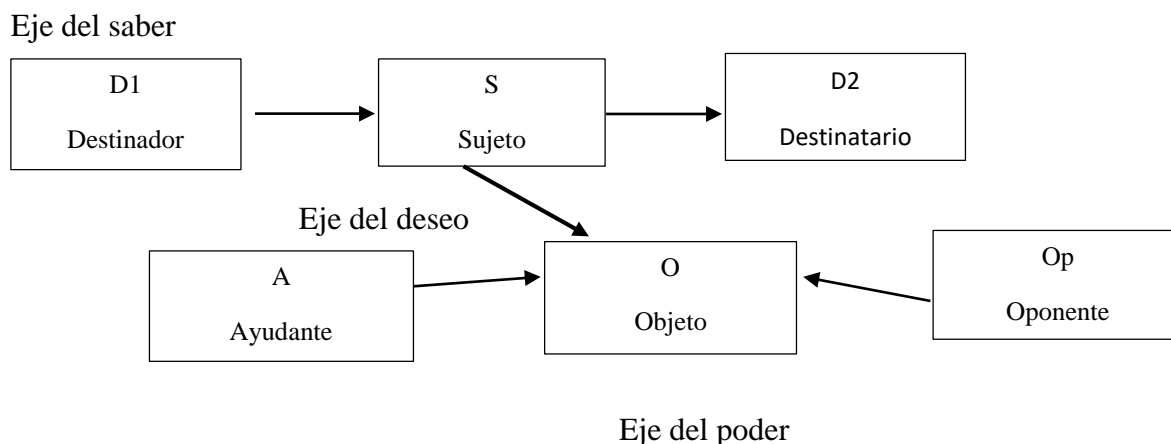 Eje del saber
D1
Destinador
S
Sujeto
D2
Destinatario
Eje del deseo
A
Ayudante
O
Objeto
Op
Oponente
Eje del poder